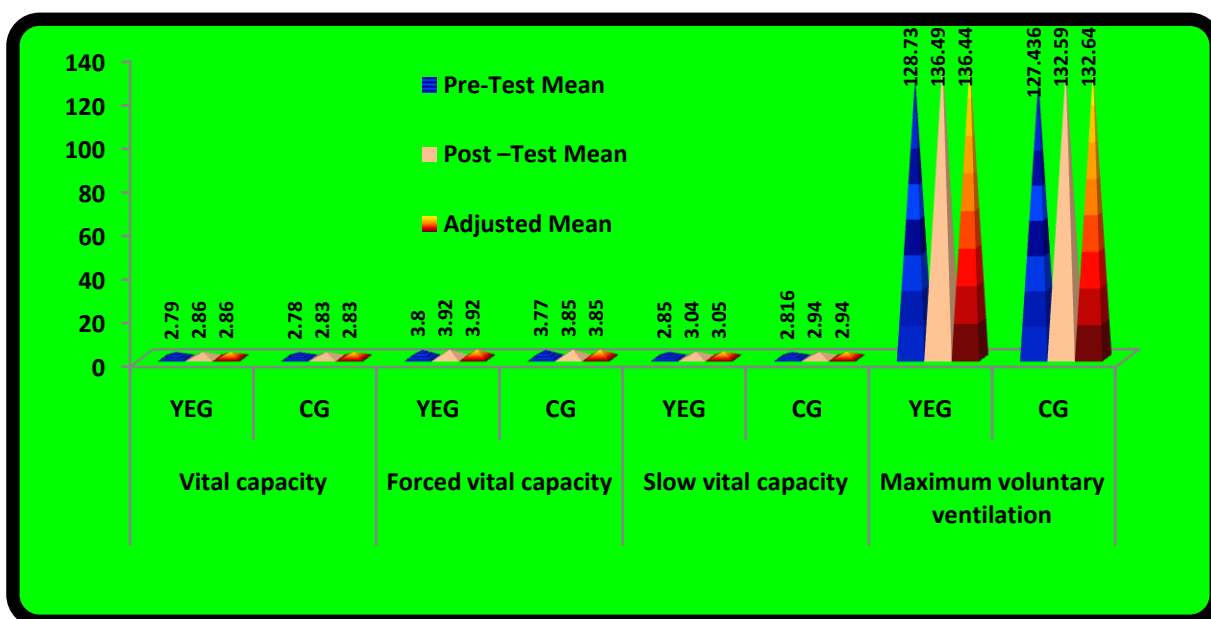 140
120
100
80
60
40
20
0
Pre-Test Mean
Post –Test Mean
Adjusted Mean
2.79
2.86
2.86
2.78
2.83
2.83
3.8
3.92
3.92
3.77
3.85
3.85
2.85
3.04
3.05
2.816
2.94
2.94
128.73
136.49
136.44
127.436
132.59
132.64
YEG
CG
YEG
CG
YEG
CG
YEG
CG
Vital capacity
Forced vital capacity
Slow vital capacity
Maximum voluntary
ventilation